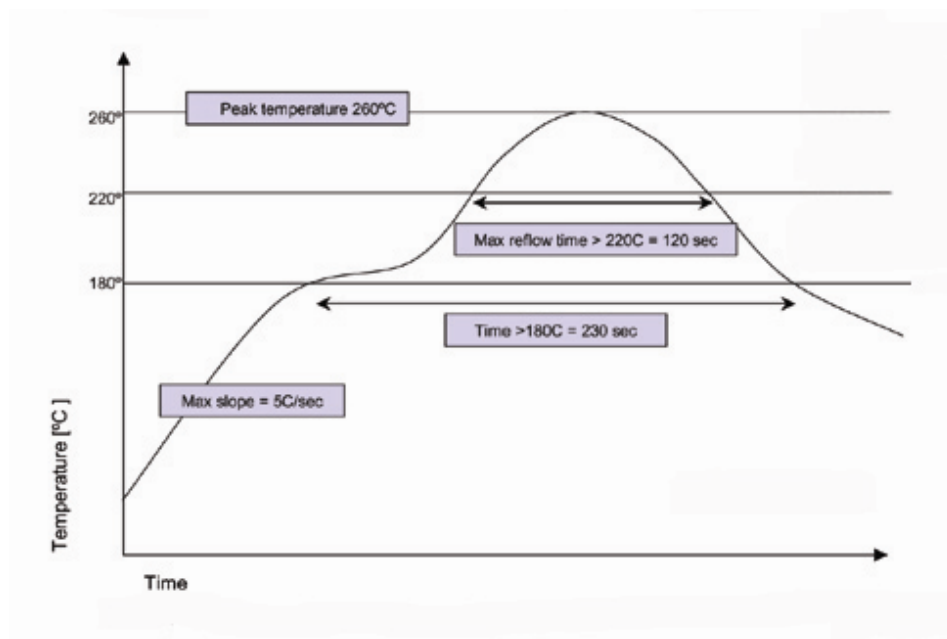 Peak temperature 260ºC
260º
220º
Max reflow time > 220C = 120 sec
180º
Time >180C = 230 sec
Max slope = 5C/sec
Temperature [ºC ]
Time